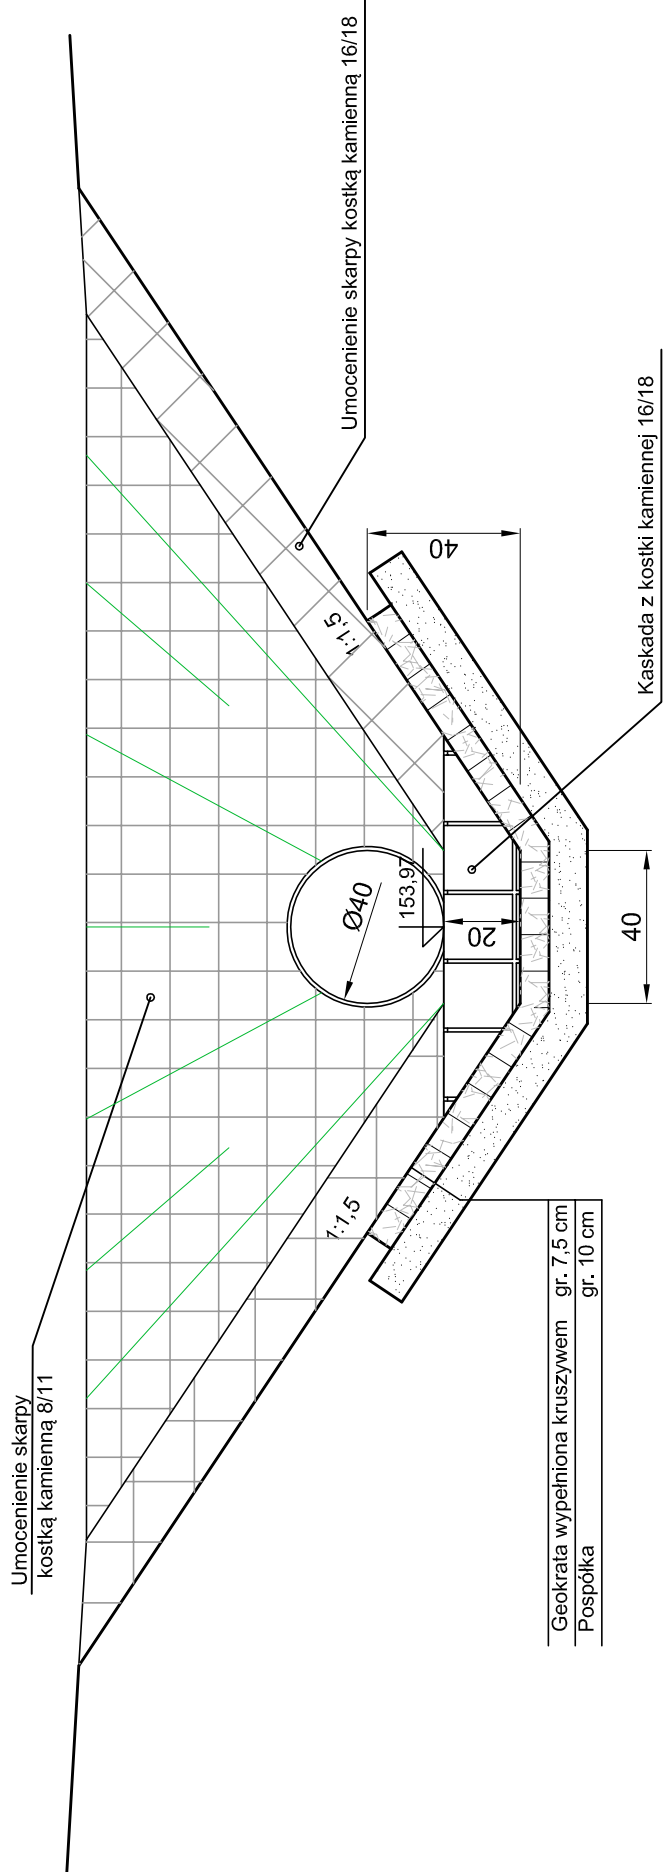 Umocenienie skarpy
kostką kamienną 8/11
Umocenienie skarpy kostką kamienną 16/18
1:1,5
1:1,5
Ø40
153,97
20
40
40
Kaskada z kostki kamiennej 16/18
Geokrata wypełniona kruszywem gr. 7,5 cm
Pospółka gr. 10 cm